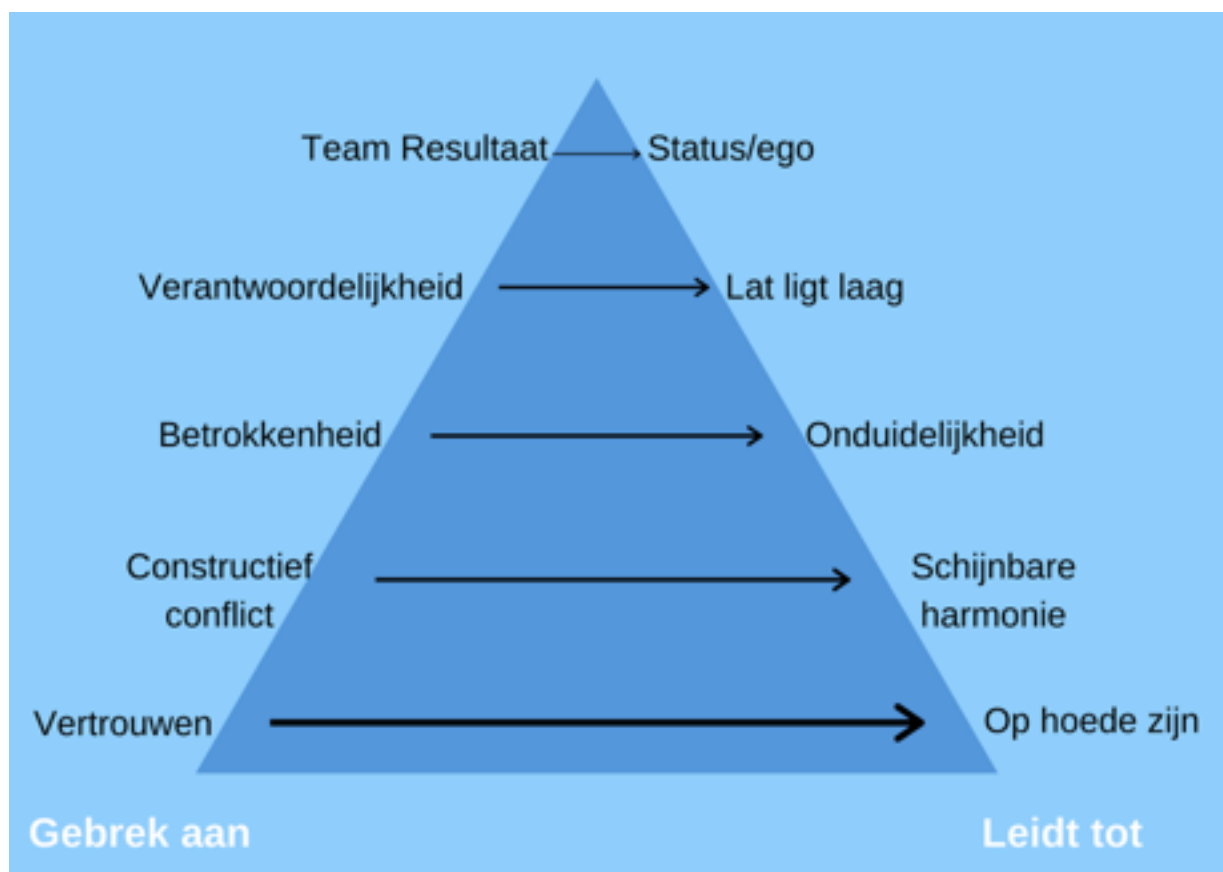 Team Resultaat Status/ego
Verantwoordelijkheid Lat ligt laag
Betrokkenheid Onduidelijkheid
Constructief
conflict
Schijnbare
harmonie
Vertrouwen Op hoede zijn
Gebrek aan Leidt tot